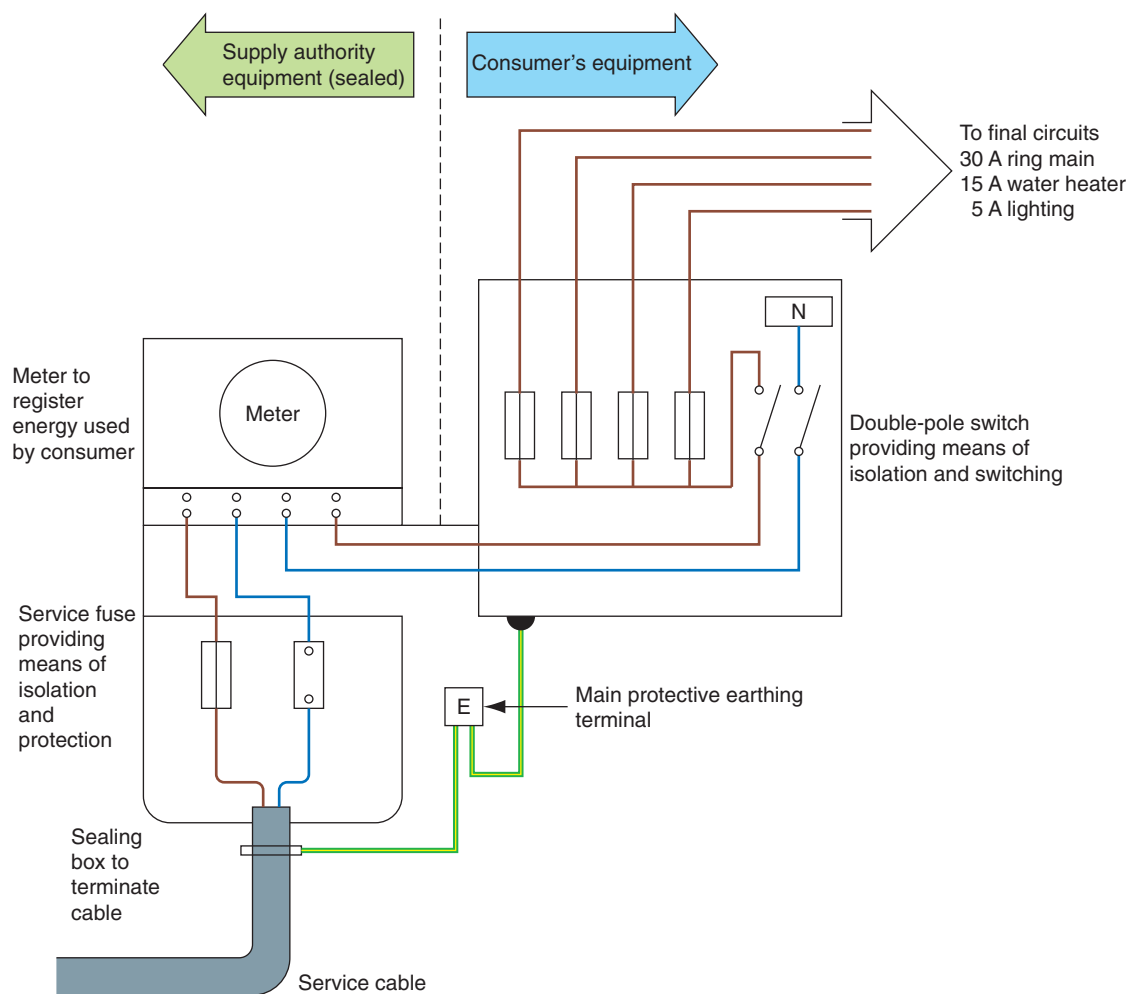 Supply authority
equipment (sealed)
Consumer's equipment
To final circuits
30 A ring main
15 A water heater
5 A lighting
N
Meter to
register
energy used
by consumer
Meter
Double-pole switch
providing means of
isolation and switching
Service fuse
providing
means of
isolation
and
protection
E
Main protective earthing
terminal
Sealing
box to
terminate
cable
Service cable